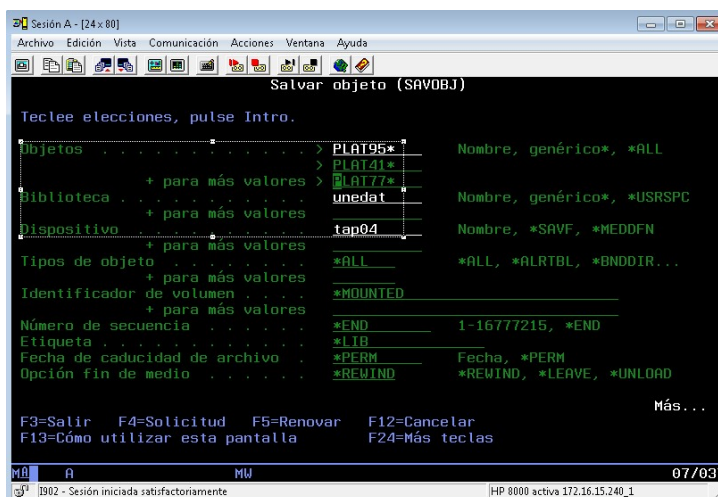 Sesión A - [24 x 80]
Archivo Edición Vista Comunicación Acciones Ventana Ayuda
Salvar objeto (SAVOBJ)
Teclee elecciones, pulse Intro.
Objetos . . . . . . . . . . . . > PLAT95* Nombre, genérico*, *ALL
> PLAT41*
+ para más valores > PLAT77*
Biblioteca . . . . . . . . . . . unedat Nombre, genérico*, *USRSPC
+ para más valores
Dispositivo . . . . . . . . . . tap04 Nombre, *SAVF, *MEDDFN
+ para más valores
Tipos de objeto . . . . . . . . *ALL *ALL, *ALRTBL, *BNDDIR...
+ para más valores
Identificador de volumen . . . . *MOUNTED
+ para más valores
Número de secuencia . . . . . . *END 1-16777215, *END
Etiqueta . . . . . . . . . . . . *LIB
Fecha de caducidad de archivo . *PERM Fecha, *PERM
Opción fin de medio . . . . . . *REWIND *REWIND, *LEAVE, *UNLOAD
Más...
F3=Salir F4=Solicitud F5=Renovar F12=Cancelar
F13=Cómo utilizar esta pantalla F24=Más teclas
MA A MW 07/03
I902 - Sesión iniciada satisfactoriamente HP 8000 activa 172.16.15.240_1